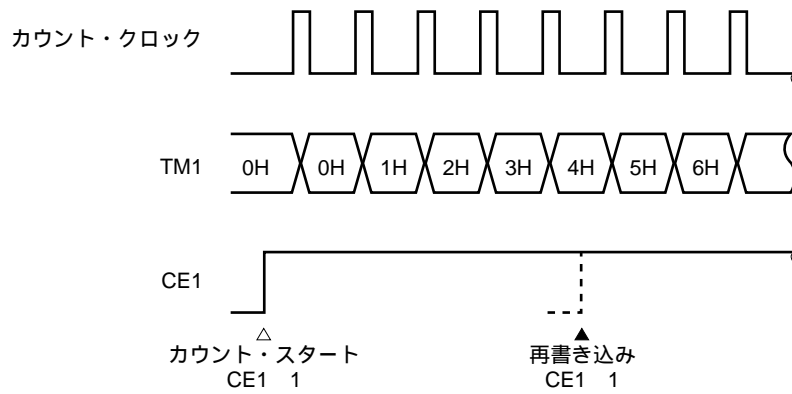 カウント・クロック
TM1 0H 0H 1H 2H 3H 4H 5H 6H
CE1
カウント・スタート 再書き込み
CE1 1 CE1 1